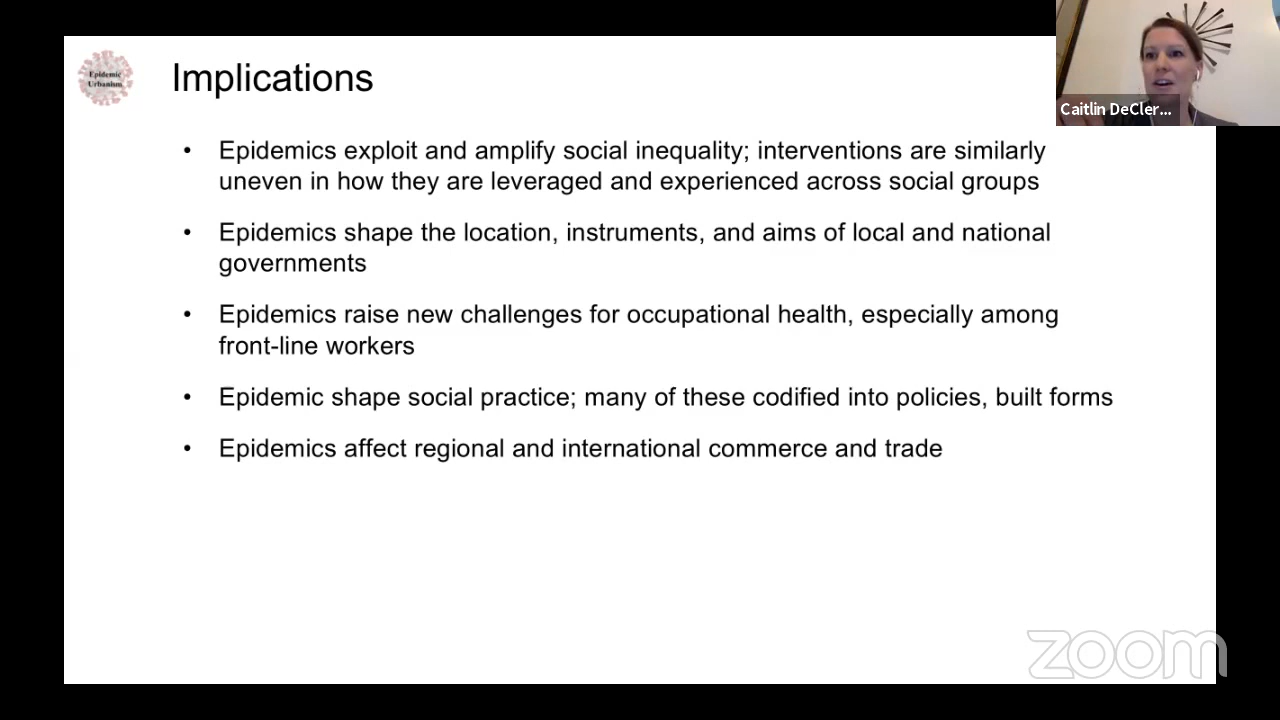 Epidemic
Urbanism
Implications
Caitlin DeCler...
• Epidemics exploit and amplify social inequality; interventions are similarly
uneven in how they are leveraged and experienced across social groups
• Epidemics shape the location, instruments, and aims of local and national
governments
• Epidemics raise new challenges for occupational health, especially among
front-line workers
• Epidemic shape social practice; many of these codified into policies, built forms
• Epidemics affect regional and international commerce and trade
zoom